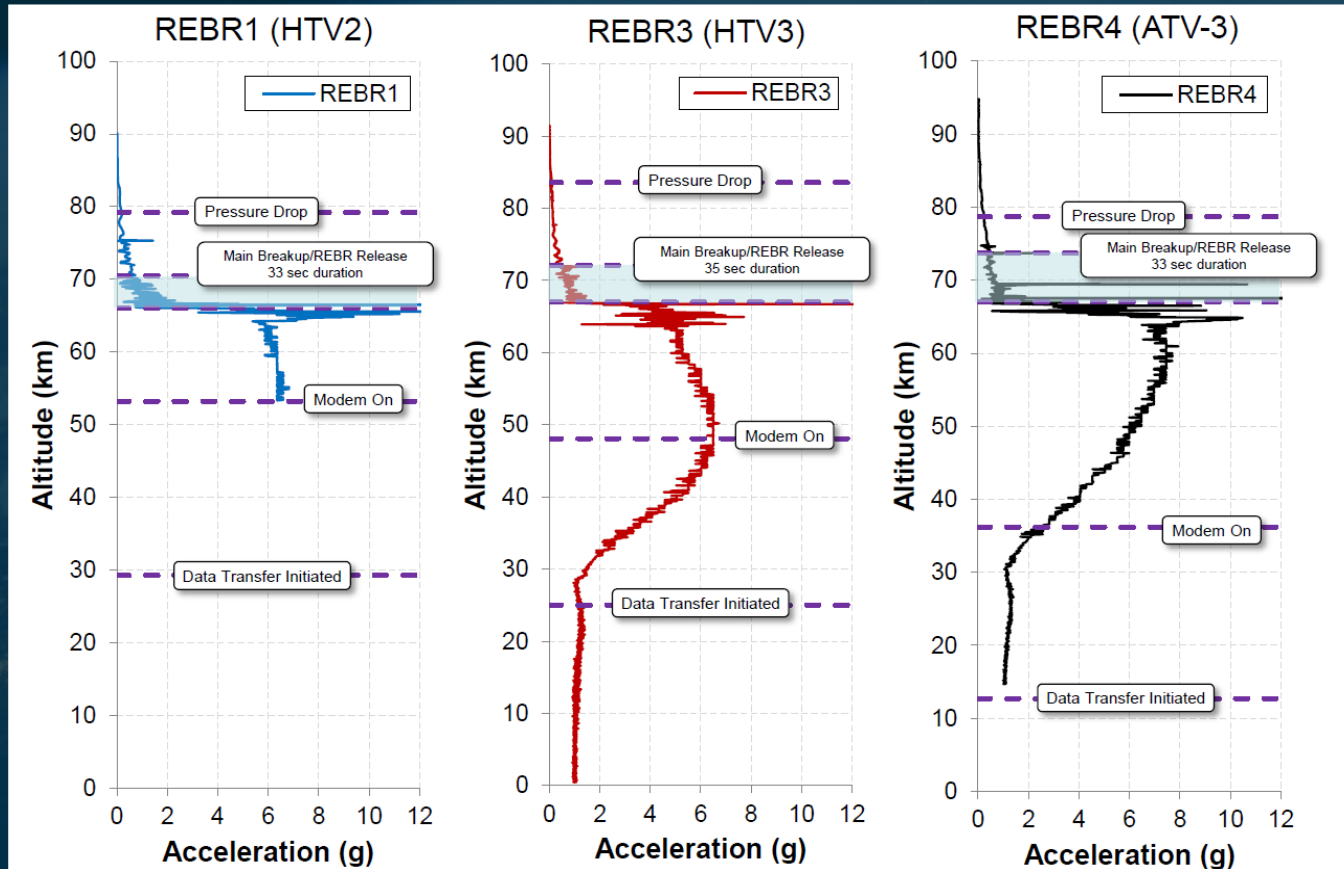 REBR1 (HTV2)
100
90
80
70
60
50
40
30
20
10
0
0 2 4 6 8 10 12
Altitude (km)
Acceleration (g)
REBR1
Pressure Drop
Main Breakup/REBR Release
33 sec duration
Modem On
Data Transfer Initiated
REBR3 (HTV3)
100
90
80
70
60
50
40
30
20
10
0
0 2 4 6 8 10 12
Altitude (km)
Acceleration (g)
REBR3
Pressure Drop
Main Breakup/REBR Release
35 sec duration
Modem On
Data Transfer Initiated
REBR4 (ATV-3)
100
90
80
70
60
50
40
30
20
10
0
0 2 4 6 8 10 12
Altitude (km)
Acceleration (g)
REBR4
Pressure Drop
Main Breakup/REBR Release
33 sec duration
Modem On
Data Transfer Initiated